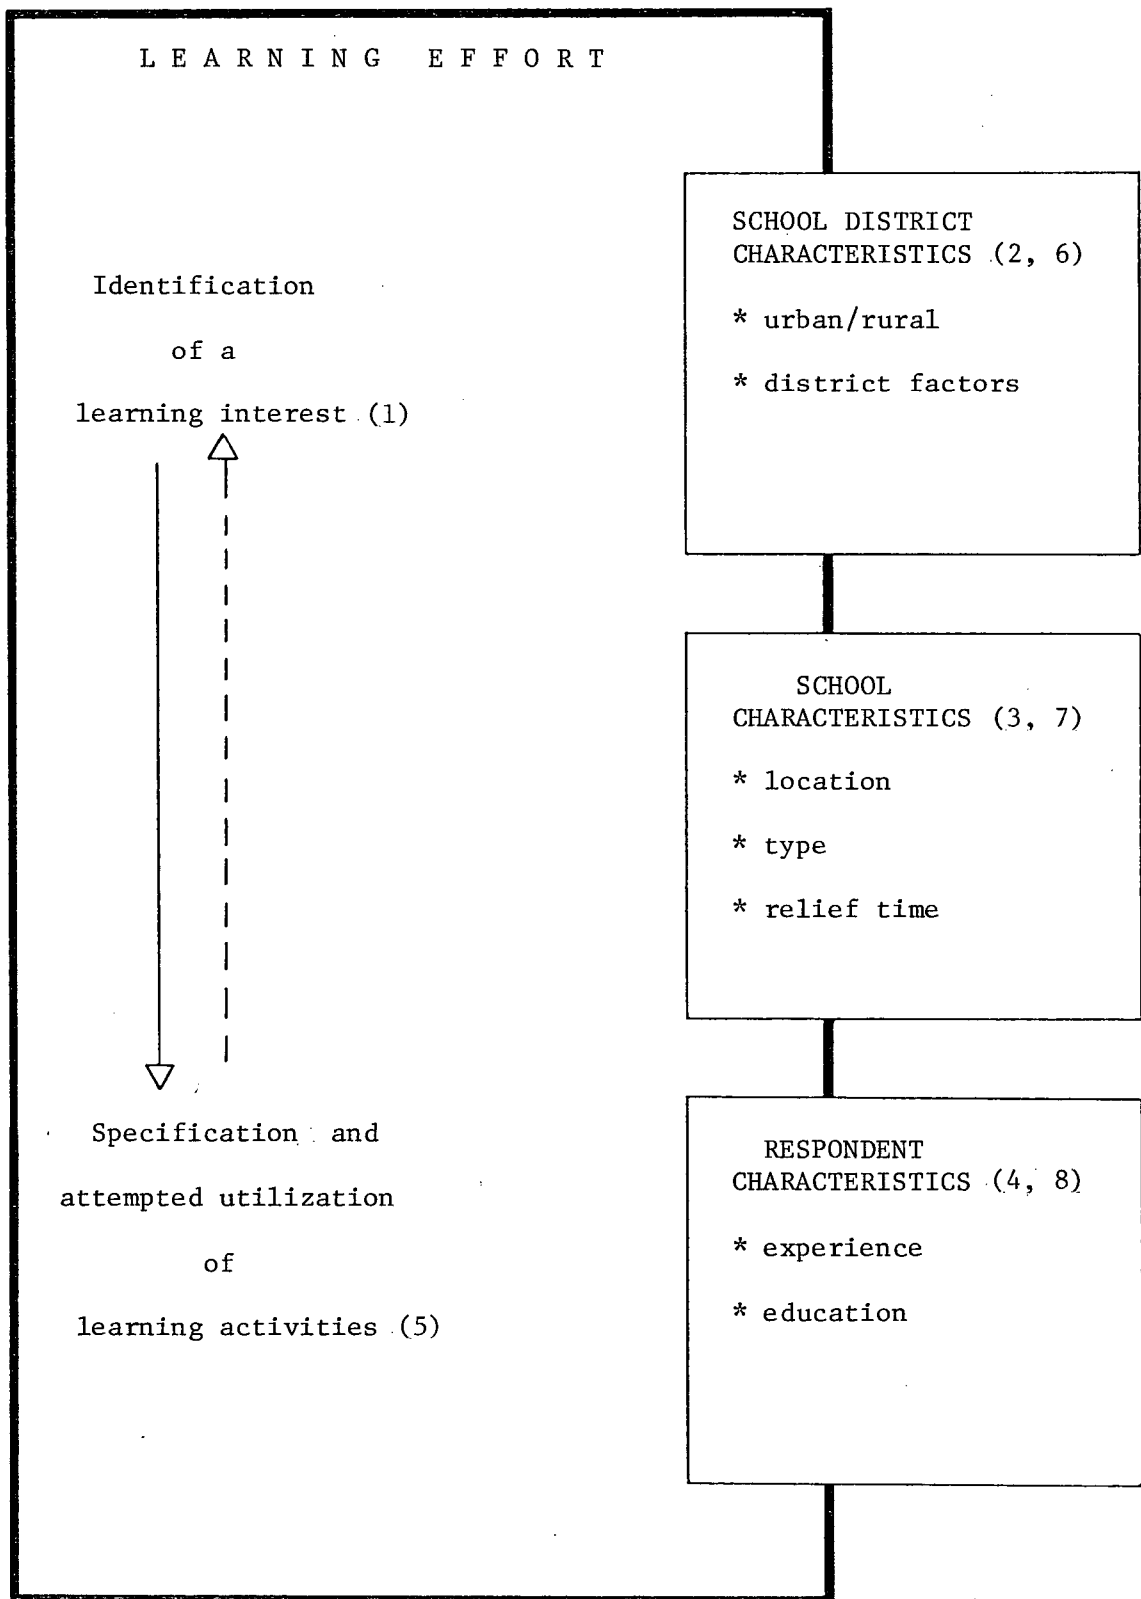 L E A R N I N G   E F F O R T
Identification
of a
learning interest (1)
Specification and
attempted utilization
of
learning activities (5)
SCHOOL DISTRICT
CHARACTERISTICS (2, 6)
* urban/rural
* district factors
SCHOOL
CHARACTERISTICS (3, 7)
* location
* type
* relief time
RESPONDENT
CHARACTERISTICS (4, 8)
* experience
* education